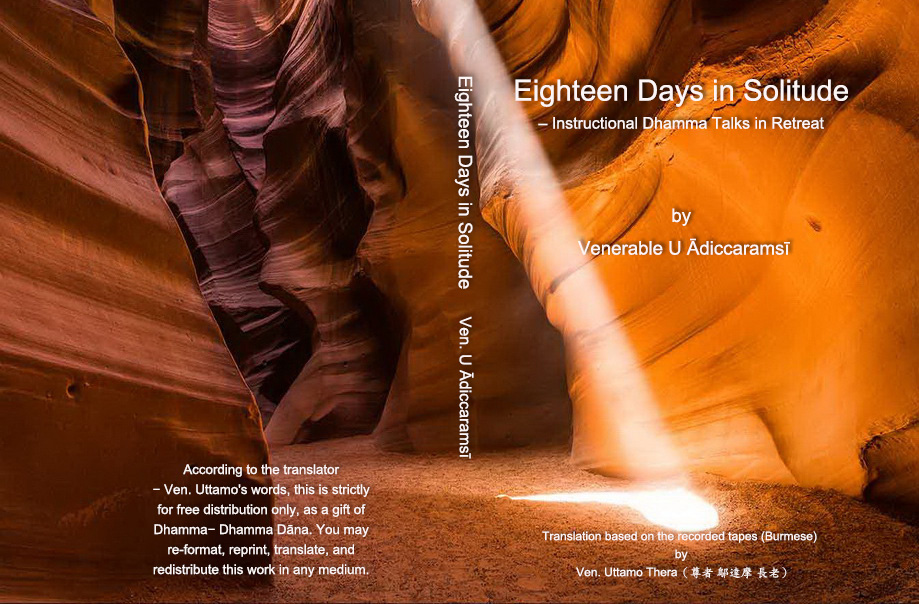 Eighteen Days in Solitude
– Instructional Dhamma Talks in Retreat
by
Venerable U Ādiccaramsī
Translation based on the recorded tapes (Burmese)
by
Ven. Uttamo Thera（尊者 鄔達摩 長老）
Eighteen Days in Solitude Ven. U Ādiccaramsī
According to the translator
– Ven. Uttamo's words, this is strictly
for free distribution only, as a gift of
Dhamma– Dhamma Dāna. You may
re-format, reprint, translate, and
redistribute this work in any medium.